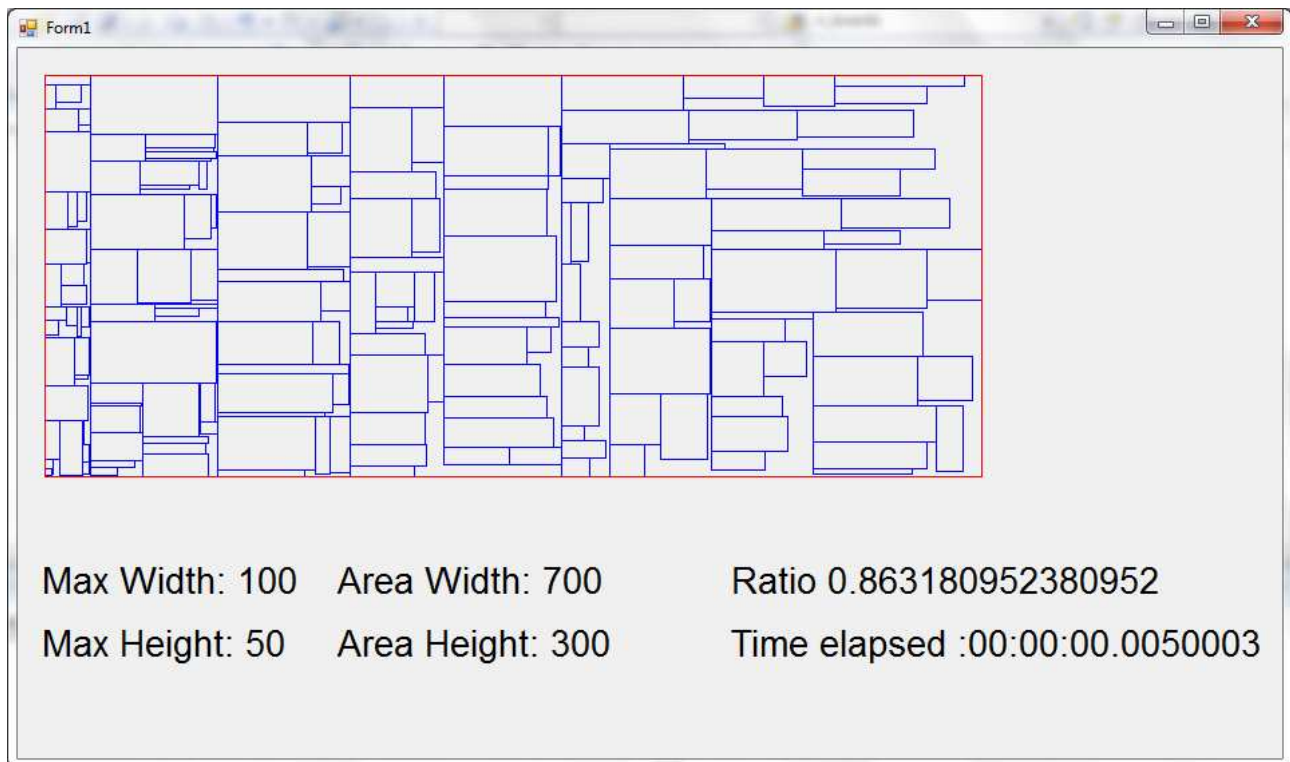 Form1
Max Width: 100 Area Width: 700 Ratio 0.863180952380952
Max Height: 50 Area Height: 300 Time elapsed :00:00:00.0050003